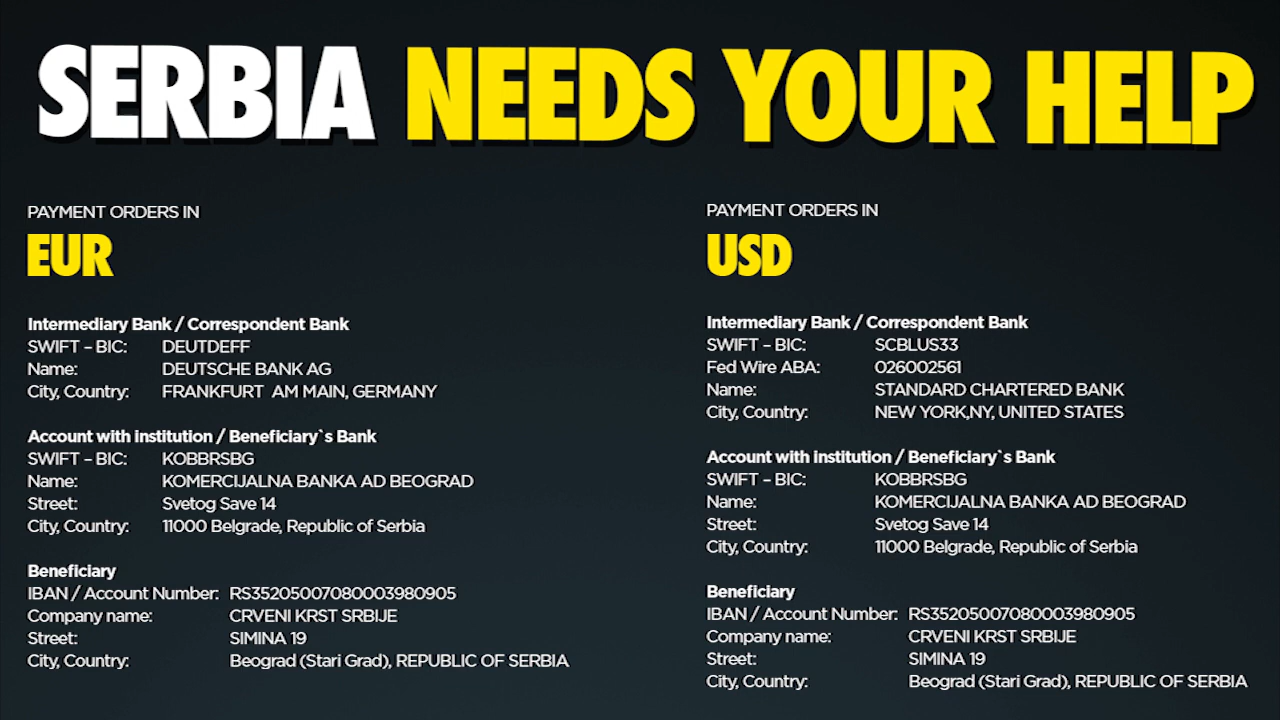 SERBIA NEEDS YOUR HELP
PAYMENT ORDERS IN
EUR
Intermediary Bank / Correspondent Bank
SWIFT – BIC: DEUTDEFF
Name: DEUTSCHE BANK AG
City, Country: FRANKFURT AM MAIN, GERMANY
Account with institution / Beneficiary`s Bank
SWIFT – BIC: KOBBRSBG
Name: KOMERCIJALNA BANKA AD BEOGRAD
Street: Svetog Save 14
City, Country: 11000 Belgrade, Republic of Serbia
Beneficiary
IBAN / Account Number: RS35205007080003980905
Company name: CRVENI KRST SRBIJE
Street: SIMINA 19
City, Country: Beograd (Stari Grad), REPUBLIC OF SERBIA
PAYMENT ORDERS IN
USD
Intermediary Bank / Correspondent Bank
SWIFT – BIC: SCBLUS33
Fed Wire ABA: 026002561
Name: STANDARD CHARTERED BANK
City, Country: NEW YORK,NY, UNITED STATES
Account with institution / Beneficiary`s Bank
SWIFT – BIC: KOBBRSBG
Name: KOMERCIJALNA BANKA AD BEOGRAD
Street: Svetog Save 14
City, Country: 11000 Belgrade, Republic of Serbia
Beneficiary
IBAN / Account Number: RS35205007080003980905
Company name: CRVENI KRST SRBIJE
Street: SIMINA 19
City, Country: Beograd (Stari Grad), REPUBLIC OF SERBIA